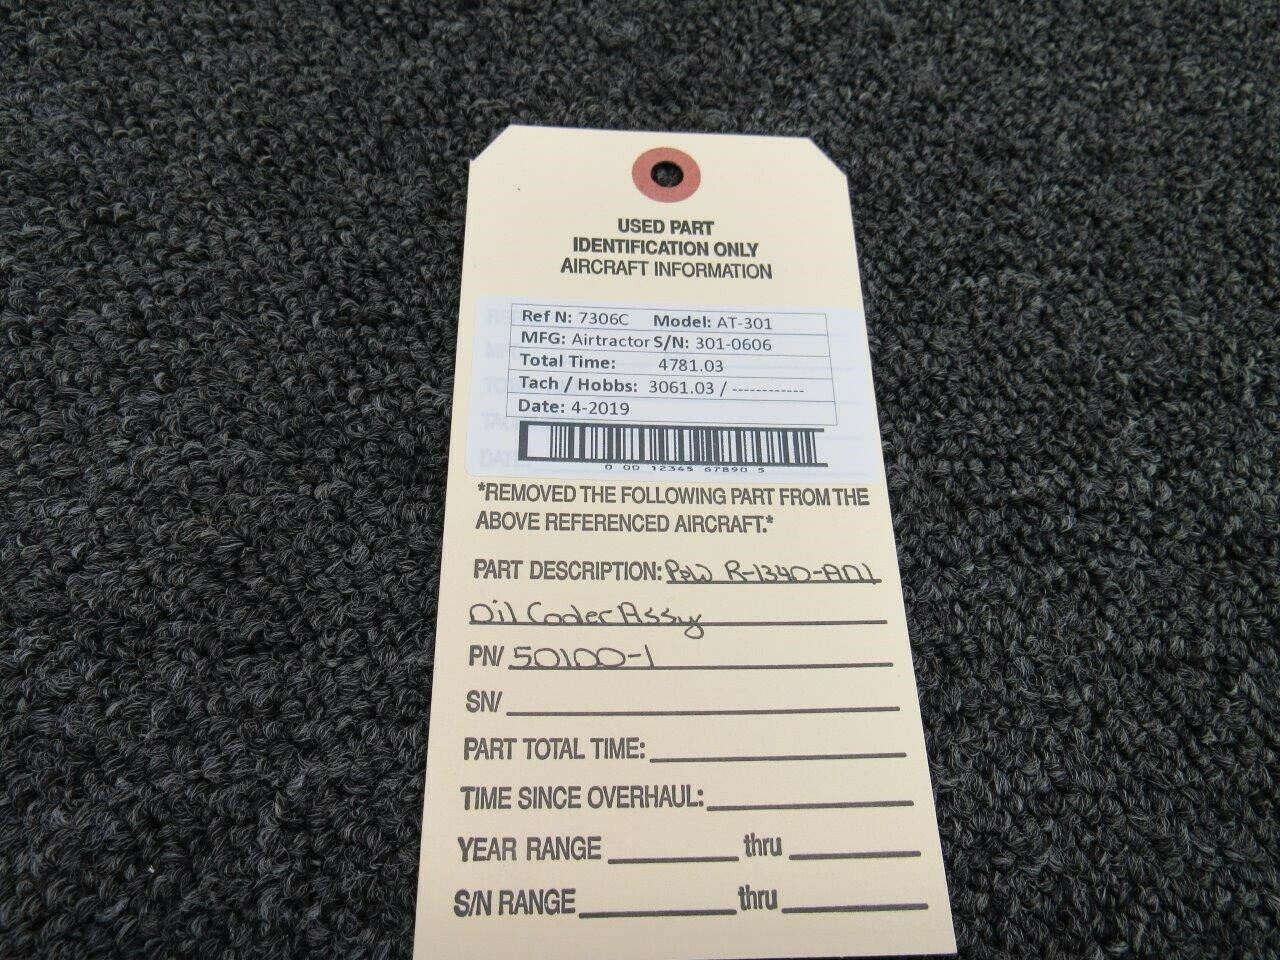 USED PART
IDENTIFICATION ONLY
AIRCRAFT INFORMATION
Ref N: 7306C Model: AT-301
MFG: Airtractor S/N: 301-0606
Total Time: 4781.03
Tach / Hobbs: 3061.03 / ------------
Date: 4-2019
0 00 12345 67890 5
*REMOVED THE FOLLOWING PART FROM THE
ABOVE REFERENCED AIRCRAFT.*
PART DESCRIPTION: P&W R-1340-AN1
Oil Cooler Assy
PN/ 50100-1
SN/
PART TOTAL TIME:
TIME SINCE OVERHAUL:
YEAR RANGE thru
S/N RANGE thru